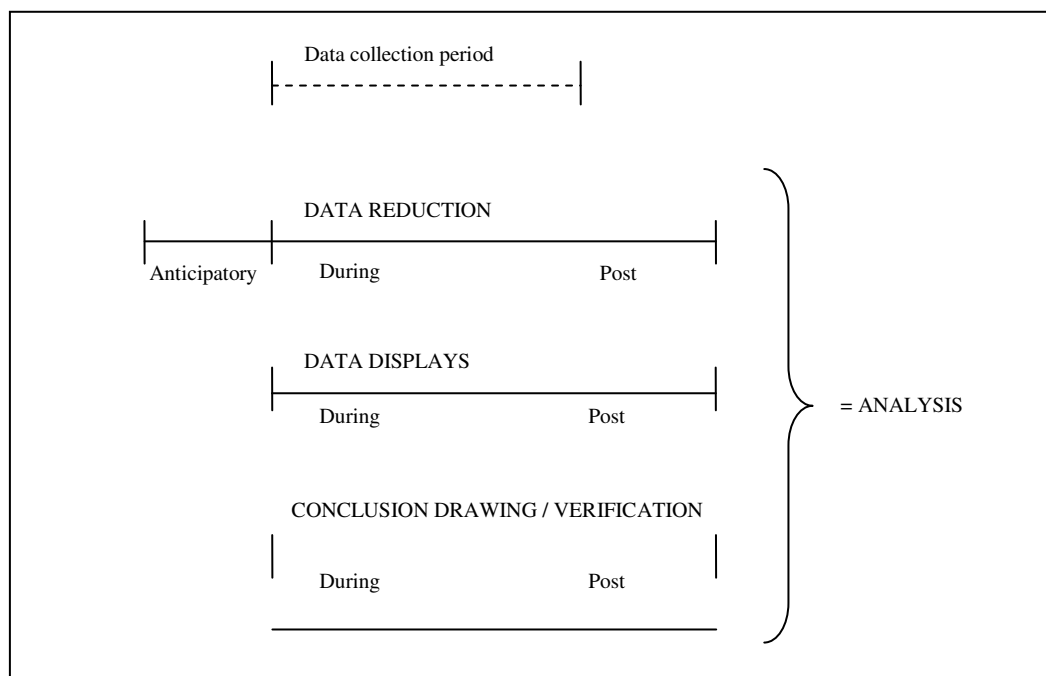 Data collection period
DATA REDUCTION
Anticipatory During Post
DATA DISPLAYS
During Post
= ANALYSIS
CONCLUSION DRAWING / VERIFICATION
During Post